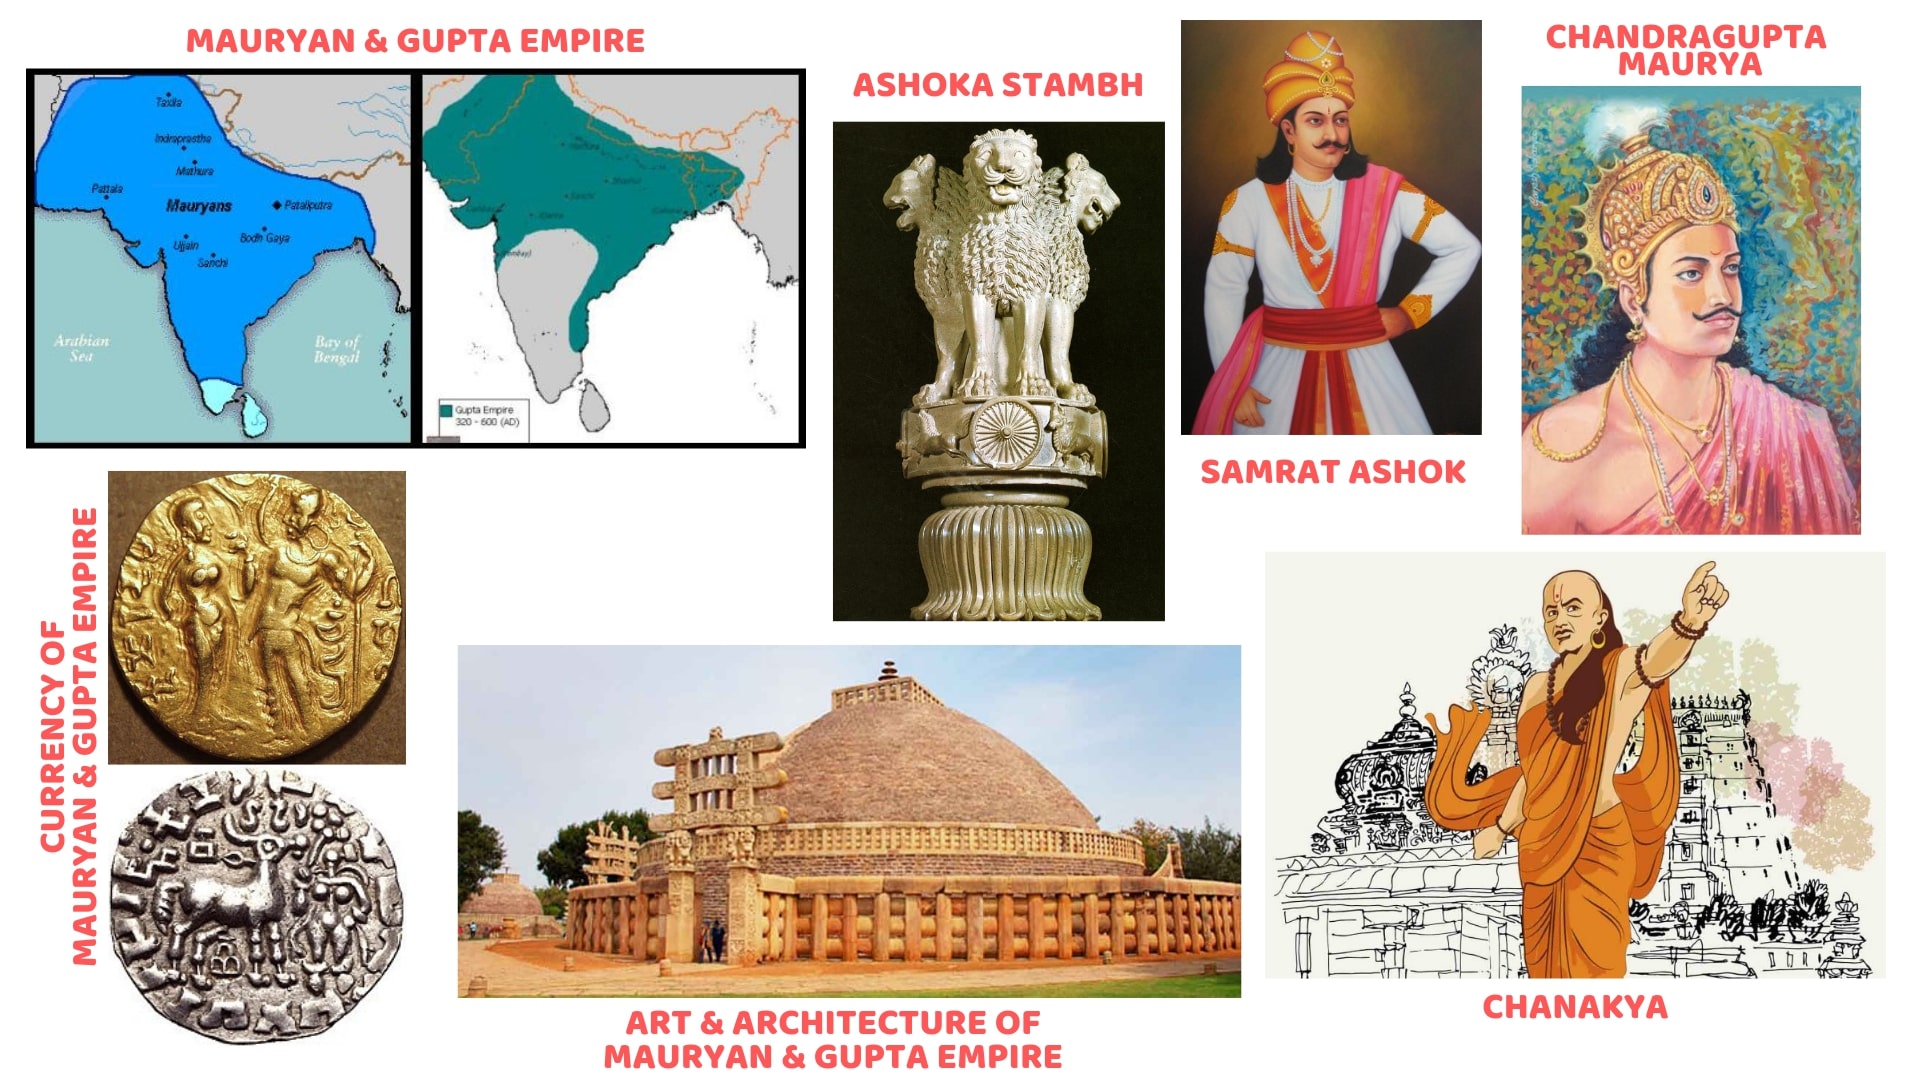 MAURYAN & GUPTA EMPIRE
Taxila
Indraprastha
Mathura
Pattala
Mauryans
Pataliputra
Ujjain
Bodh Gaya
Sanchi
Arabian
Sea
Bay of
Bengal
Mathura
Sanchi
Gupta Empire
320 - 600 (AD)
ASHOKA STAMBH
SAMRAT ASHOK
CHANDRAGUPTA
MAURYA
CURRENCY OF
MAURYAN & GUPTA EMPIRE
ART & ARCHITECTURE OF
MAURYAN & GUPTA EMPIRE
CHANAKYA